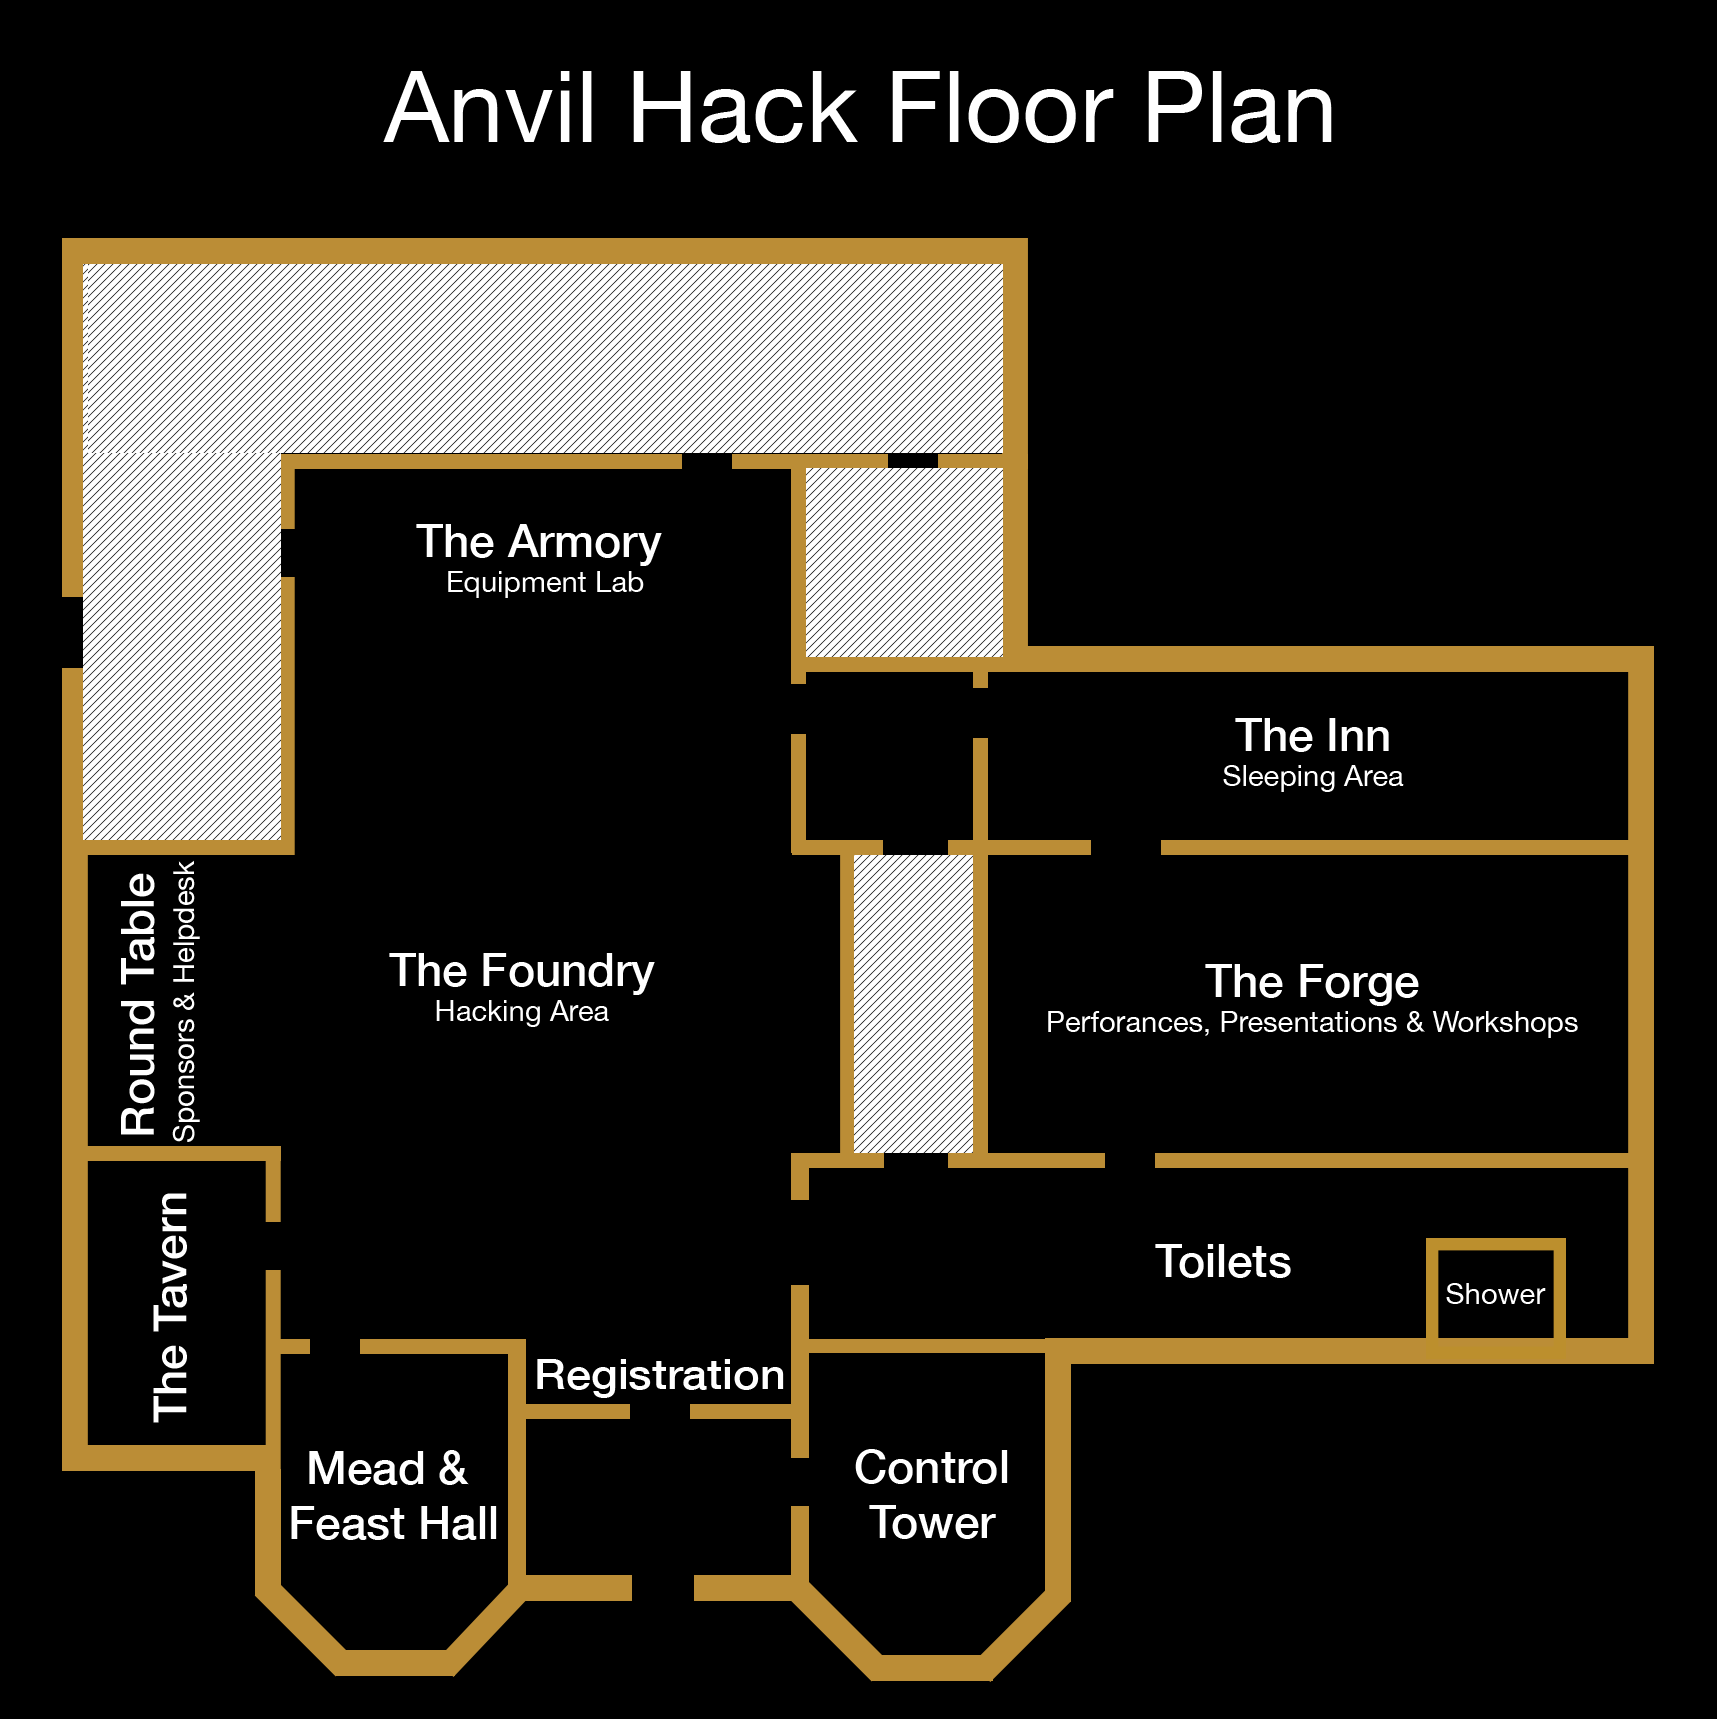 Anvil Hack Floor Plan
The Armory
Equipment Lab
The Inn
Sleeping Area
Round Table
Sponsors & Helpdesk
The Foundry
Hacking Area
The Forge
Perforances, Presentations & Workshops
The Tavern
Toilets
Shower
Registration
Mead &
Feast Hall
Control
Tower